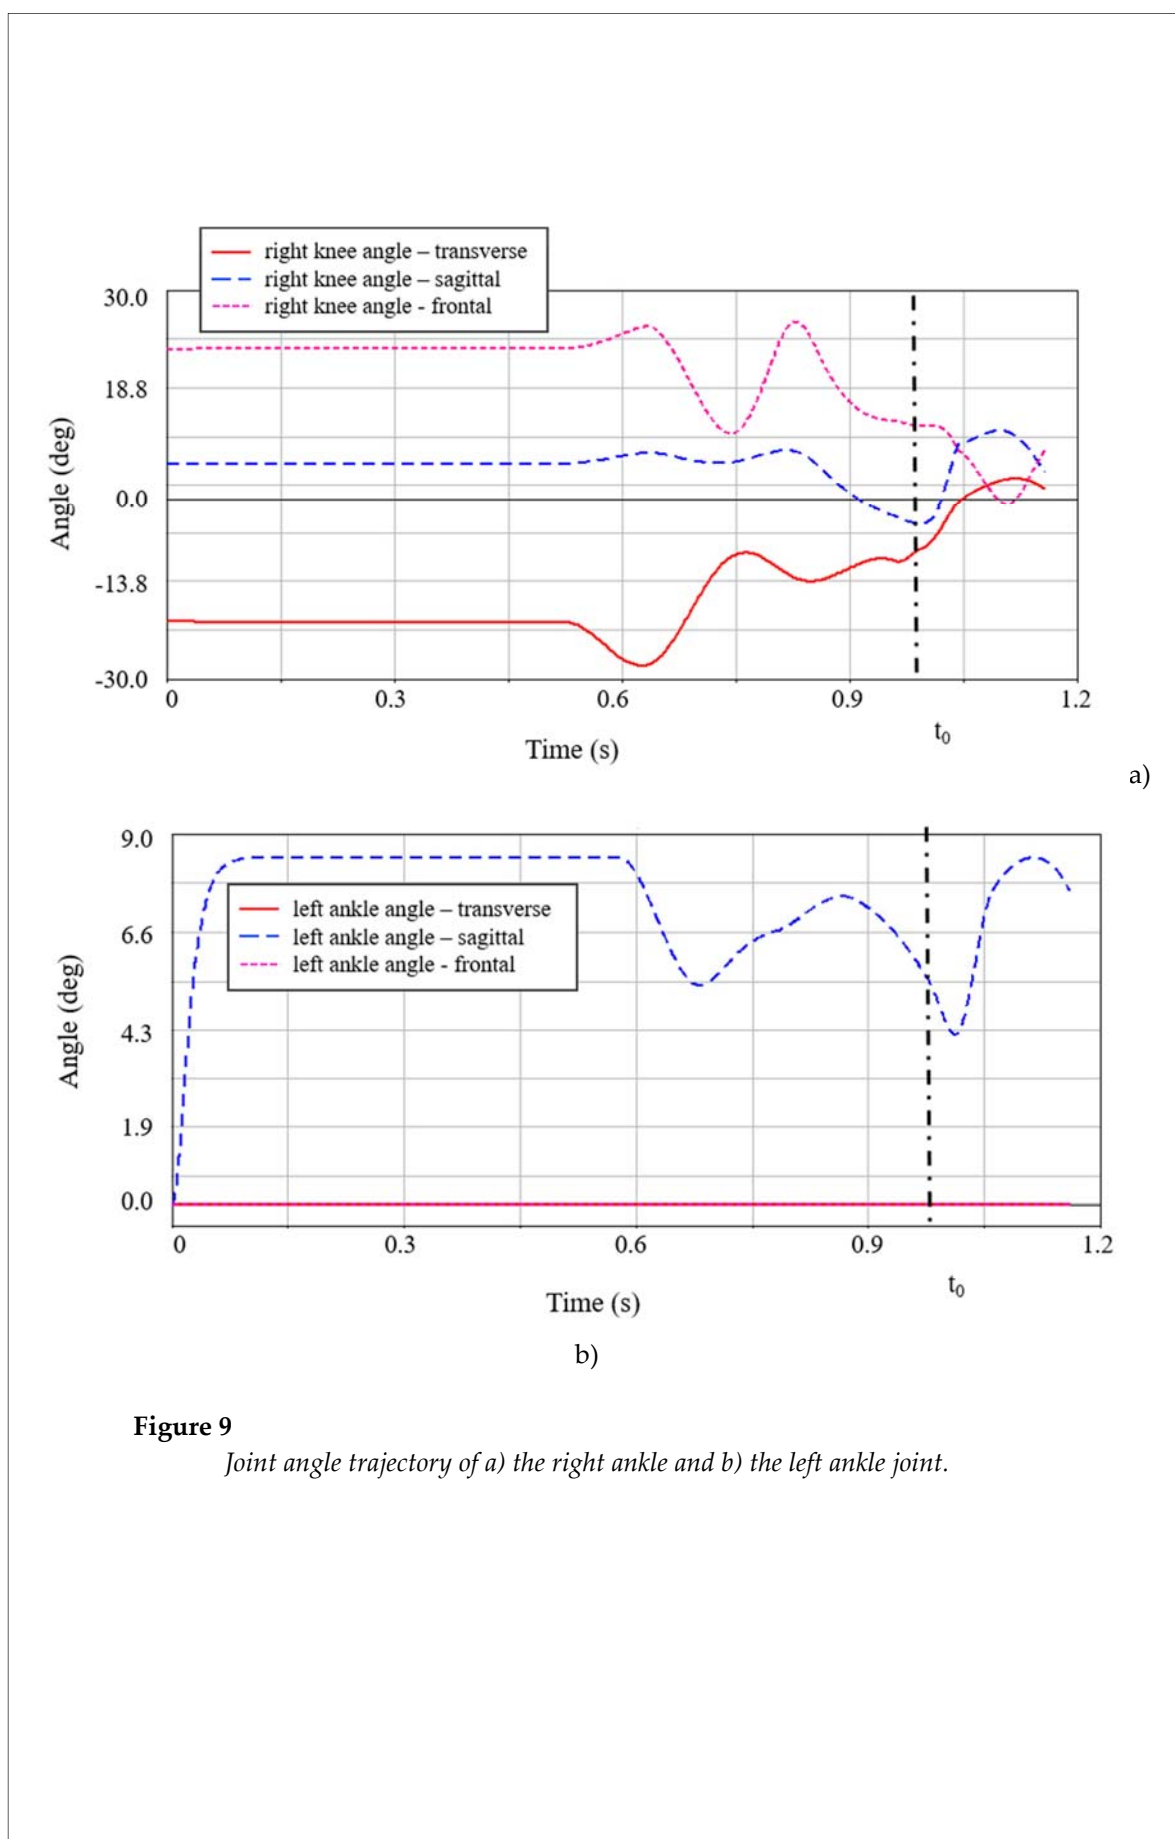 right knee angle – transverse
right knee angle – sagittal
right knee angle - frontal
30.0
18.8
0.0
-13.8
-30.0
Angle (deg)
0 0.3 0.6 0.9 1.2
t0
Time (s)
a)
9.0
6.6
4.3
1.9
0.0
Angle (deg)
left ankle angle – transverse
left ankle angle – sagittal
left ankle angle - frontal
0 0.3 0.6 0.9 1.2
t0
Time (s)
b)
Figure 9
Joint angle trajectory of a) the right ankle and b) the left ankle joint.